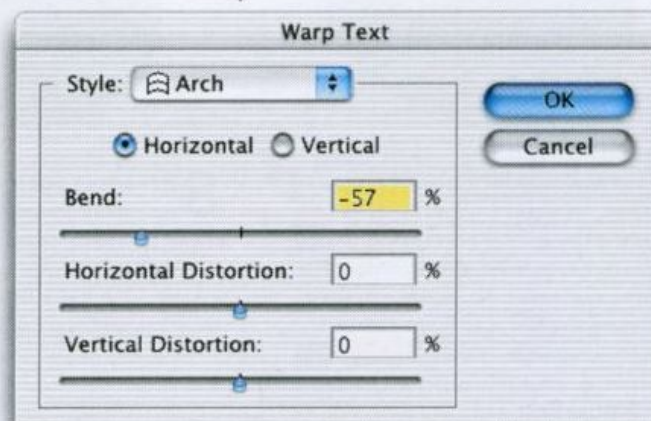 Warp Text
Style: Arch
Horizontal Vertical
Bend: -57 %
Horizontal Distortion: 0 %
Vertical Distortion: 0 %
OK
Cancel